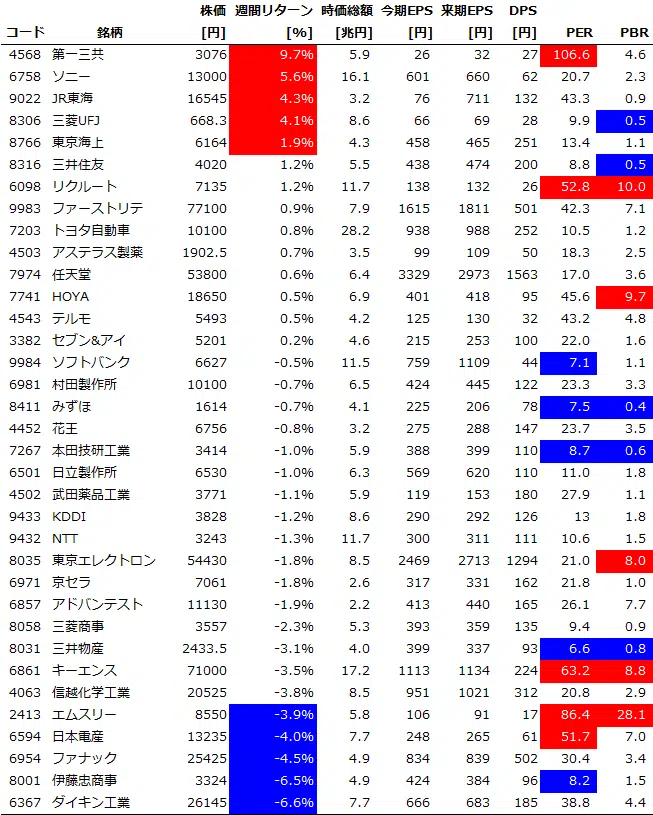 株価 週間リターン 時価総額 今期EPS 来期EPS DPS
コード 銘柄 [円] [%] [兆円] [円] [円] [円] PER PBR
4568 第一三共 3076 9.7% 5.9 26 32 27 106.6 4.6
6758 ソニー 13000 5.6% 16.1 601 660 62 20.7 2.3
9022 JR東海 16545 4.3% 3.2 76 711 132 43.3 0.9
8306 三菱UFJ 668.3 4.1% 8.6 66 69 28 9.9 0.5
8766 東京海上 6164 1.9% 4.3 458 465 251 13.4 1.1
8316 三井住友 4020 1.2% 5.5 438 474 200 8.8 0.5
6098 リクルート 7135 1.2% 11.7 138 132 26 52.8 10.0
9983 ファーストリテ 77100 0.9% 7.9 1615 1811 501 42.3 7.1
7203 トヨタ自動車 10100 0.8% 28.2 938 988 252 10.5 1.2
4503 アステラス製薬 1902.5 0.7% 3.5 99 109 50 18.3 2.5
7974 任天堂 53800 0.6% 6.4 3329 2973 1563 17.0 3.6
7741 HOYA 18650 0.5% 6.9 401 418 95 45.6 9.7
4543 テルモ 5493 0.5% 4.2 125 130 32 43.2 4.8
3382 セブン&アイ 5201 0.2% 4.6 215 253 100 22.0 1.6
9984 ソフトバンク 6627 -0.5% 11.5 759 1109 44 7.1 1.1
6981 村田製作所 10100 -0.7% 6.5 424 445 122 23.3 3.3
8411 みずほ 1614 -0.7% 4.1 225 206 78 7.5 0.4
4452 花王 6756 -0.8% 3.2 275 288 147 23.7 3.5
7267 本田技研工業 3414 -1.0% 5.9 388 399 110 8.7 0.6
6501 日立製作所 6530 -1.0% 6.3 569 620 110 11.0 1.8
4502 武田薬品工業 3771 -1.1% 5.9 119 153 180 27.9 1.1
9433 KDDI 3828 -1.2% 8.6 290 292 126 13 1.8
9432 NTT 3243 -1.3% 11.7 300 311 111 10.6 1.5
8035 東京エレクトロン 54430 -1.8% 8.5 2469 2713 1294 21.0 8.0
6971 京セラ 7061 -1.8% 2.6 317 331 162 21.8 1.0
6857 アドバンテスト 11130 -1.9% 2.2 413 440 165 26.1 7.7
8058 三菱商事 3557 -2.3% 5.3 393 359 135 9.4 0.9
8031 三井物産 2433.5 -3.1% 4.0 399 337 93 6.6 0.8
6861 キーエンス 71000 -3.5% 17.2 1113 1134 224 63.2 8.8
4063 信越化学工業 20525 -3.8% 8.5 951 1021 312 20.8 2.9
2413 エムスリー 8550 -3.9% 5.8 106 91 17 86.4 28.1
6594 日本電産 13235 -4.0% 7.7 248 265 61 51.7 7.0
6954 ファナック 25425 -4.5% 4.9 834 839 502 30.4 3.4
8001 伊藤忠商事 3324 -6.5% 4.9 424 384 96 8.2 1.5
6367 ダイキン工業 26145 -6.6% 7.7 666 683 185 38.8 4.4